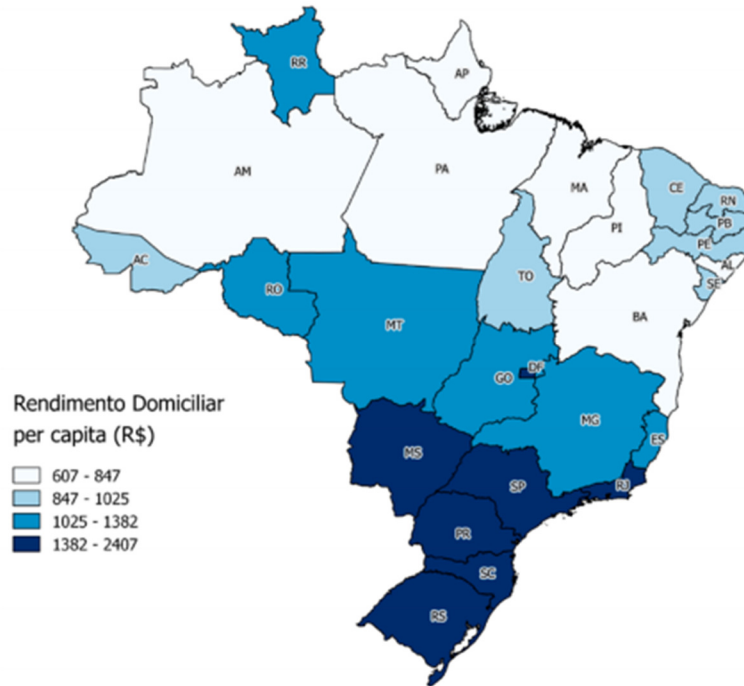 RR
AP
AM
PA
MA
CE
RN
PB
PI
PE
AC
TO
AL
SE
RO
BA
MT
DF
GO
Rendimento Domiciliar
per capita (R$)
MG
ES
MS
607 - 847
SP
RJ
847 - 1025
1025 - 1382
PR
1382 - 2407
SC
RS